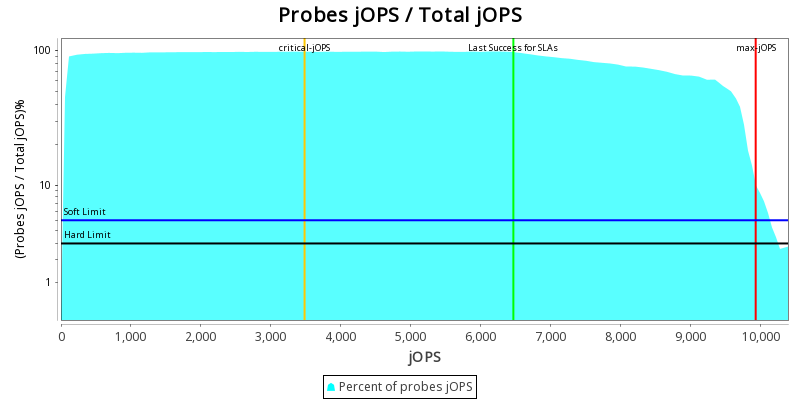 Probes jOPS / Total jOPS
(Probes jOPS / Total jOPS)%
100
10
1
critical-jOPS
Last Success for SLAs
max-jOPS
Soft Limit
Hard Limit
0
1,000
2,000
3,000
4,000
5,000
6,000
7,000
8,000
9,000
10,000
jOPS
Percent of probes jOPS